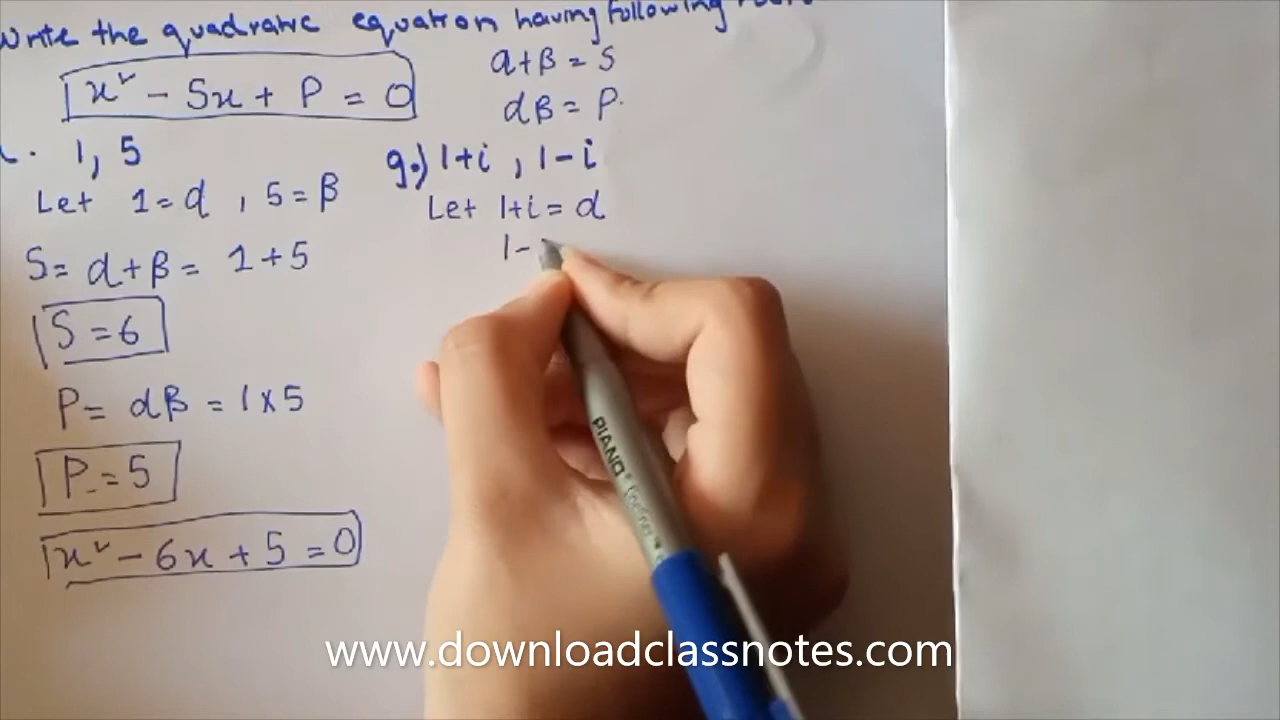 Write the quadratic equation having following
x² - Sx + P = 0
α+β = S
αβ = P.
1, 5
Let 1 = α , 5 = β
S = α+β = 1+5
S = 6
P = αβ = 1×5
P = 5
x² - 6x + 5 = 0
g.) 1+i , 1-i
Let 1+i = α
1-
PIANO
www.downloadclassnotes.com